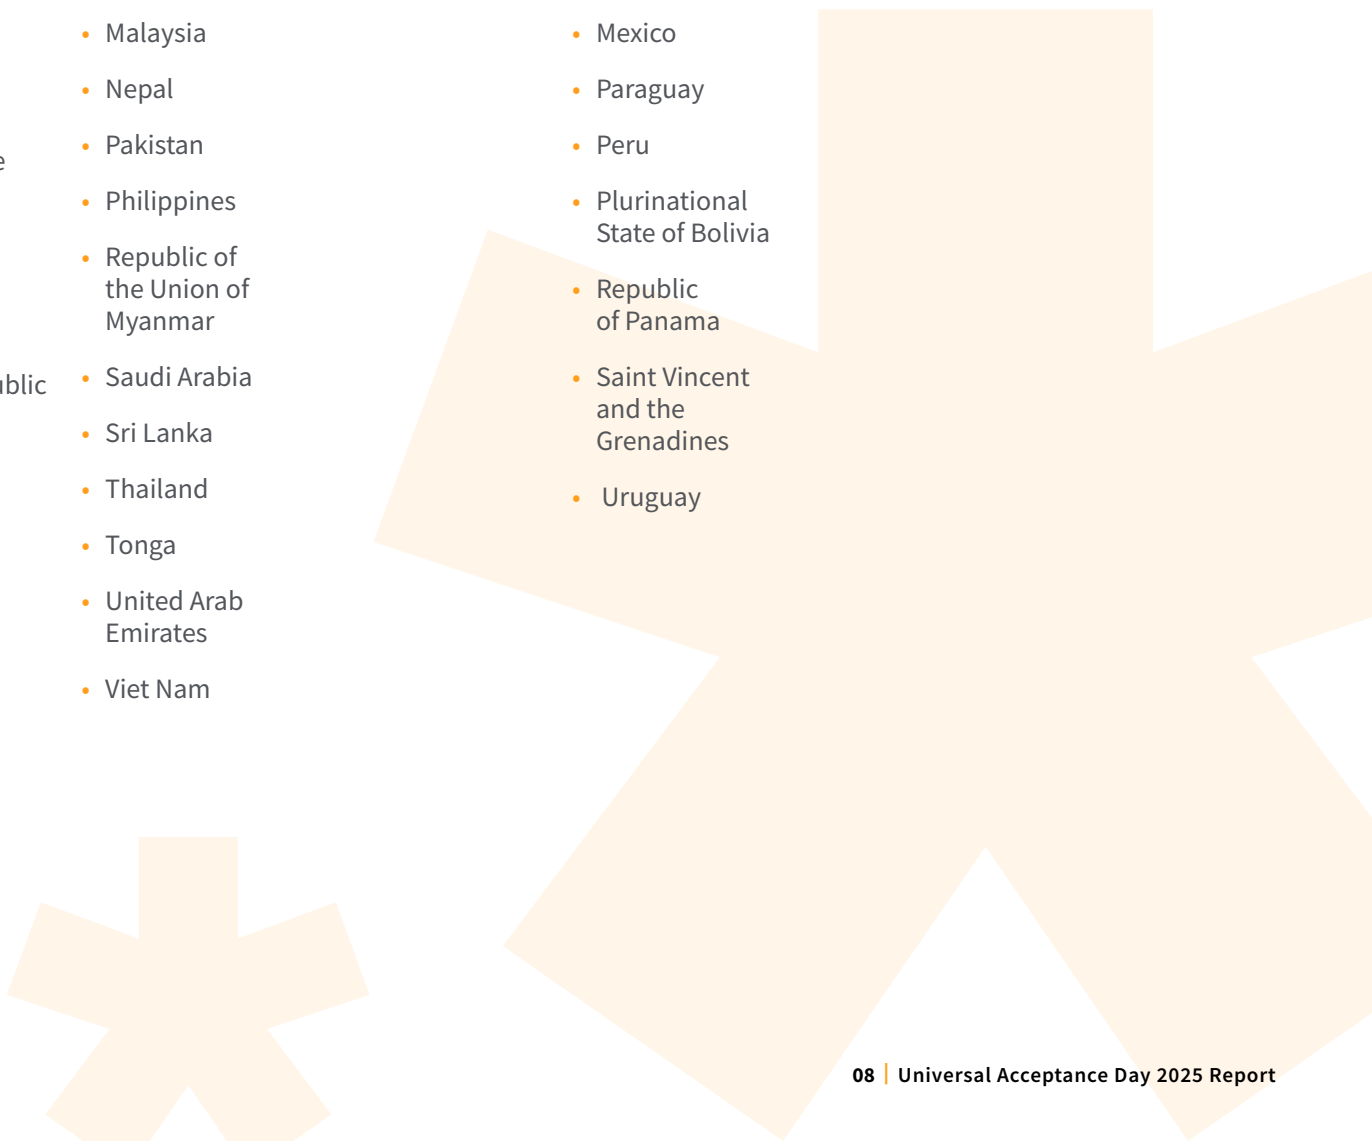 • Malaysia
• Nepal
• Pakistan
• Philippines
• Republic of
the Union of
Myanmar
• Saudi Arabia
• Sri Lanka
• Thailand
• Tonga
• United Arab
Emirates
• Viet Nam
• Mexico
• Paraguay
• Peru
• Plurinational
State of Bolivia
• Republic
of Panama
• Saint Vincent
and the
Grenadines
• Uruguay
08 | Universal Acceptance Day 2025 Report